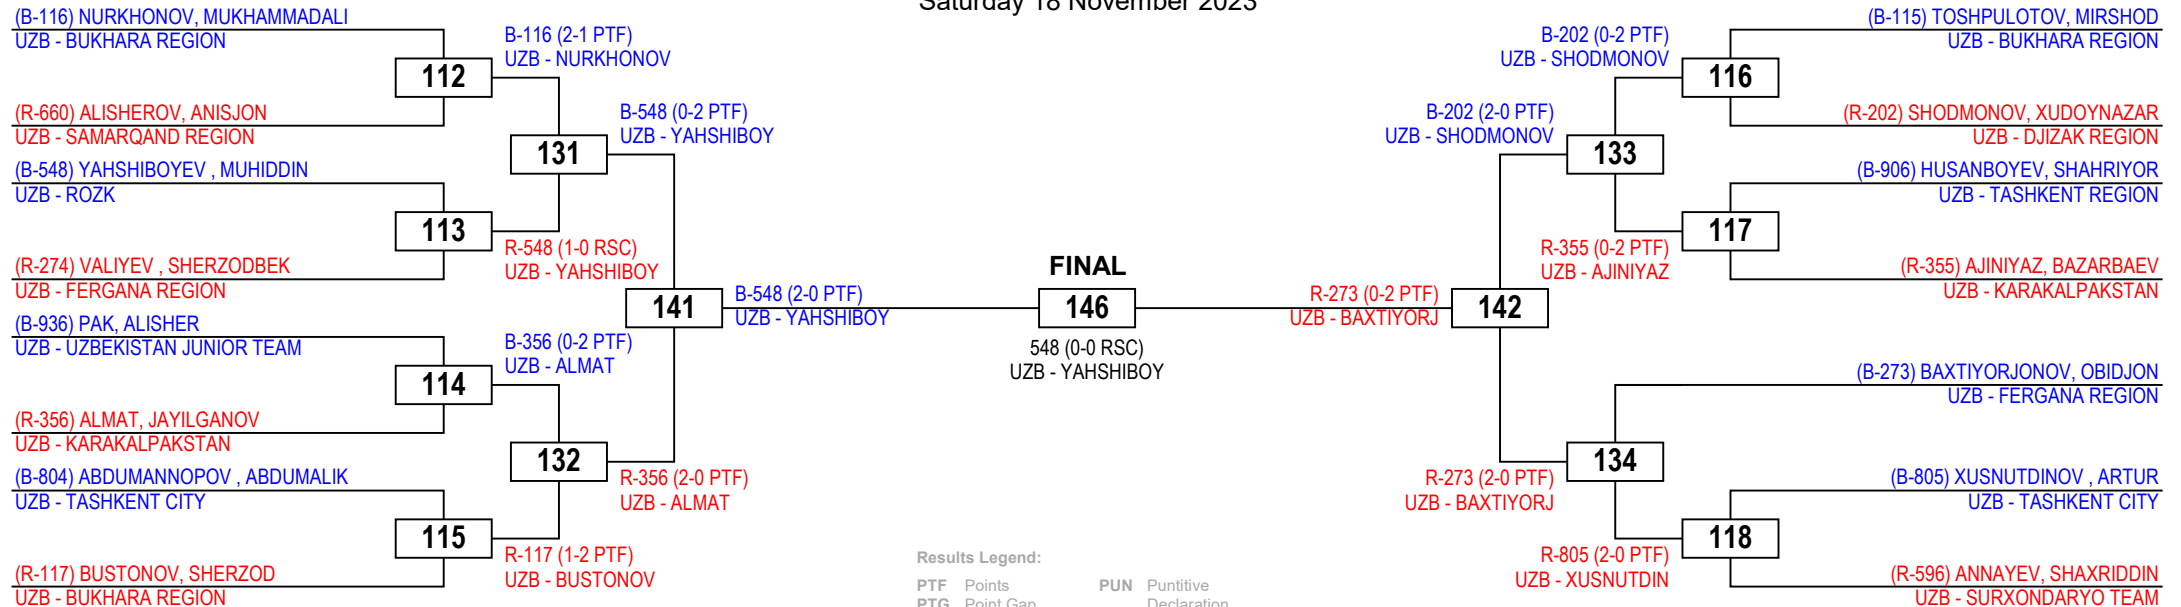 Saturday 18 November 2023
(B-116) NURKHONOV, MUKHAMMADALI
UZB - BUKHARA REGION
B-116 (2-1 PTF)
UZB - NURKHONOV
112
(R-660) ALISHEROV, ANISJON
UZB - SAMARQAND REGION
B-548 (0-2 PTF)
UZB - YAHSHIBOY
131
(B-548) YAHSHIBOYEV , MUHIDDIN
UZB - ROZK
113
R-548 (1-0 RSC)
UZB - YAHSHIBOY
(R-274) VALIYEV , SHERZODBEK
UZB - FERGANA REGION
141
B-548 (2-0 PTF)
UZB - YAHSHIBOY
(B-936) PAK, ALISHER
UZB - UZBEKISTAN JUNIOR TEAM
B-356 (0-2 PTF)
UZB - ALMAT
114
(R-356) ALMAT, JAYILGANOV
UZB - KARAKALPAKSTAN
132
R-356 (2-0 PTF)
UZB - ALMAT
(B-804) ABDUMANNOPOV , ABDUMALIK
UZB - TASHKENT CITY
115
R-117 (1-2 PTF)
UZB - BUSTONOV
(R-117) BUSTONOV, SHERZOD
UZB - BUKHARA REGION
FINAL
146
548 (0-0 RSC)
UZB - YAHSHIBOY
(B-115) TOSHPULOTOV, MIRSHOD
UZB - BUKHARA REGION
B-202 (0-2 PTF)
UZB - SHODMONOV
116
(R-202) SHODMONOV, XUDOYNAZAR
UZB - DJIZAK REGION
B-202 (2-0 PTF)
UZB - SHODMONOV
133
(B-906) HUSANBOYEV, SHAHRIYOR
UZB - TASHKENT REGION
117
R-355 (0-2 PTF)
UZB - AJINIYAZ
(R-355) AJINIYAZ, BAZARBAEV
UZB - KARAKALPAKSTAN
R-273 (0-2 PTF)
UZB - BAXTIYORJ
142
(B-273) BAXTIYORJONOV, OBIDJON
UZB - FERGANA REGION
134
R-273 (2-0 PTF)
UZB - BAXTIYORJ
(B-805) XUSNUTDINOV , ARTUR
UZB - TASHKENT CITY
118
R-805 (2-0 PTF)
UZB - XUSNUTDIN
(R-596) ANNAYEV, SHAXRIDDIN
UZB - SURXONDARYO TEAM
Results Legend:
PTF Points PUN Puntitive
PTG Point Gap Declaration